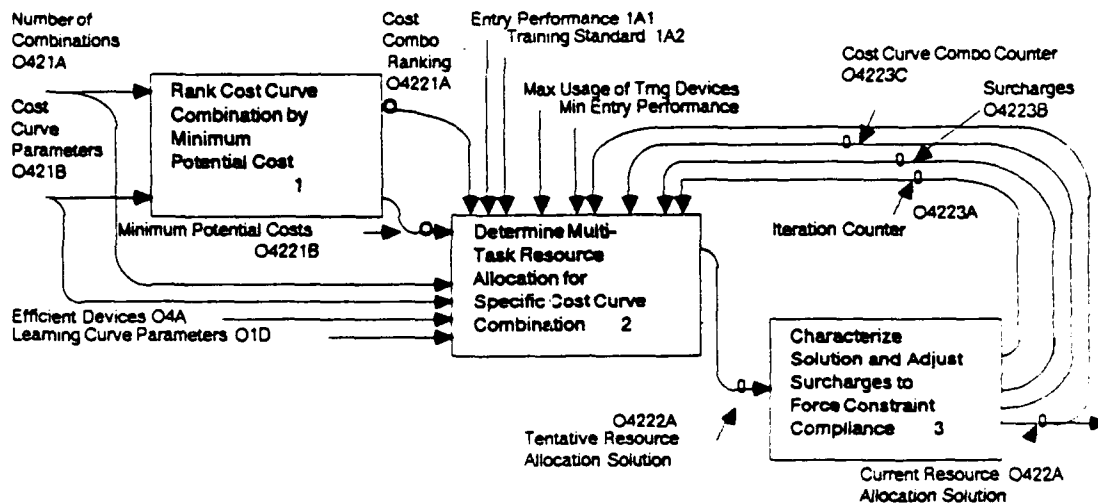 Number of
Combinations
O421A
Cost
Curve
Parameters
O421B
Rank Cost Curve
Combination by
Minimum
Potential Cost
1
Cost
Combo
Ranking
O4221A
Entry Performance 1A1
Training Standard 1A2
Max Usage of Trng Devices
Min Entry Performance
Cost Curve Combo Counter
O4223C
Surcharges
O4223B
O4223A
Iteration Counter
Minimum Potential Costs
O4221B
Efficient Devices O4A
Learning Curve Parameters O1D
Determine Multi-
Task Resource
Allocation for
Specific Cost Curve
Combination 2
O4222A
Tentative Resource
Allocation Solution
Characterize
Solution and Adjust
Surcharges to
Force Constraint
Compliance 3
Current Resource O422A
Allocation Solution